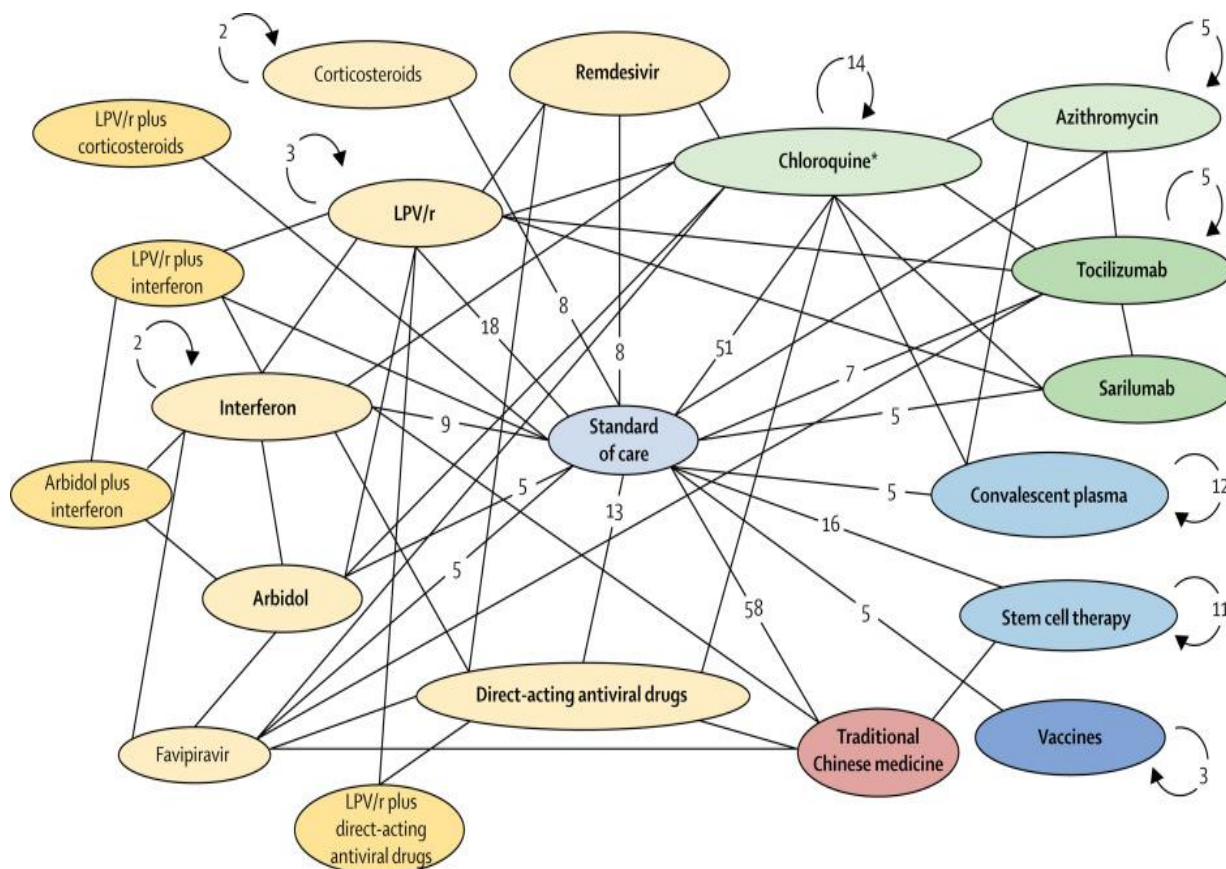 2
5
Corticosteroids
Remdesivir
14
Azithromycin
LPV/r plus
corticosteroids
3
Chloroquine*
5
LPV/r
Tocilizumab
LPV/r plus
interferon
8
18
2
8
51
7
Sarilumab
Interferon
9
Standard
of care
5
Arbidol plus
interferon
5
13
5
Convalescent plasma
12
16
5
Arbidol
58
5
Stem cell therapy
11
Direct-acting antiviral drugs
Favipiravir
Traditional
Chinese medicine
Vaccines
3
LPV/r plus
direct-acting
antiviral drugs